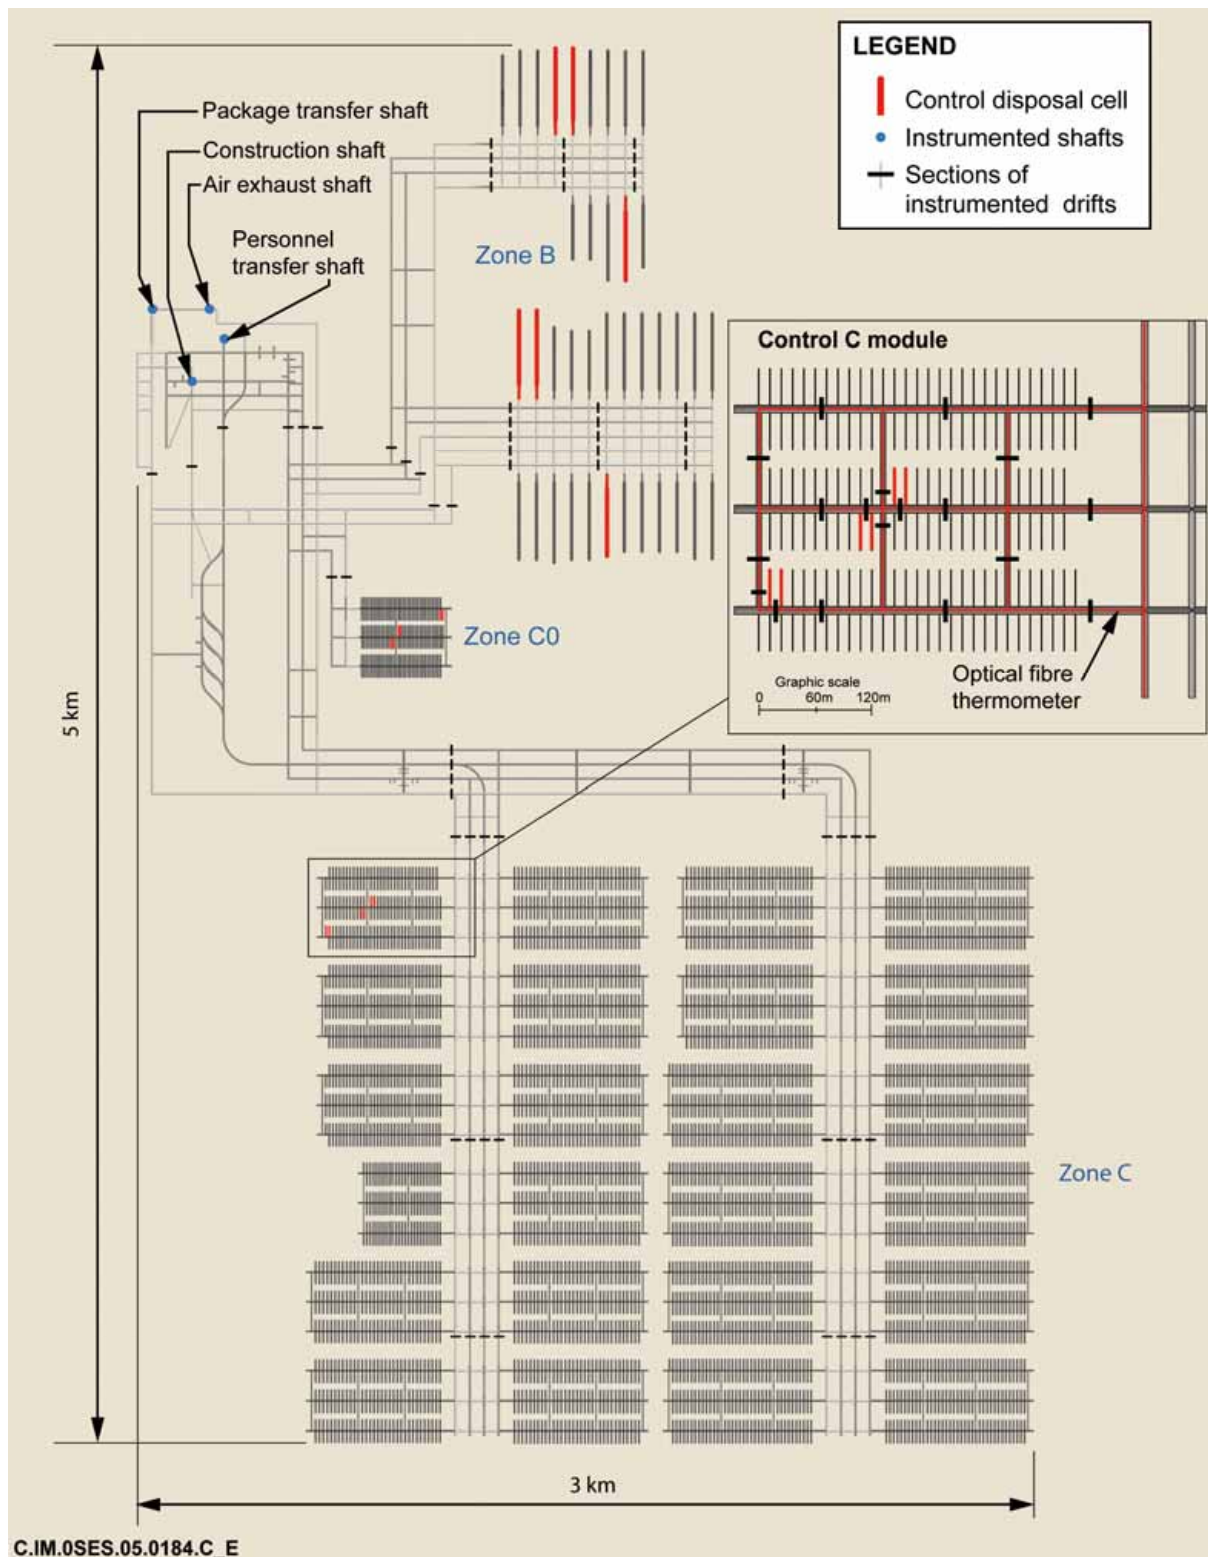 LEGEND
Control disposal cell
Instrumented shafts
Sections of
instrumented drifts
Package transfer shaft
Construction shaft
Air exhaust shaft
Personnel
transfer shaft
Zone B
Control C module
Optical fibre
thermometer
Graphic scale
0 60m 120m
Zone C0
5 km
Zone C
3 km
C.IM.0SES.05.0184.C_E